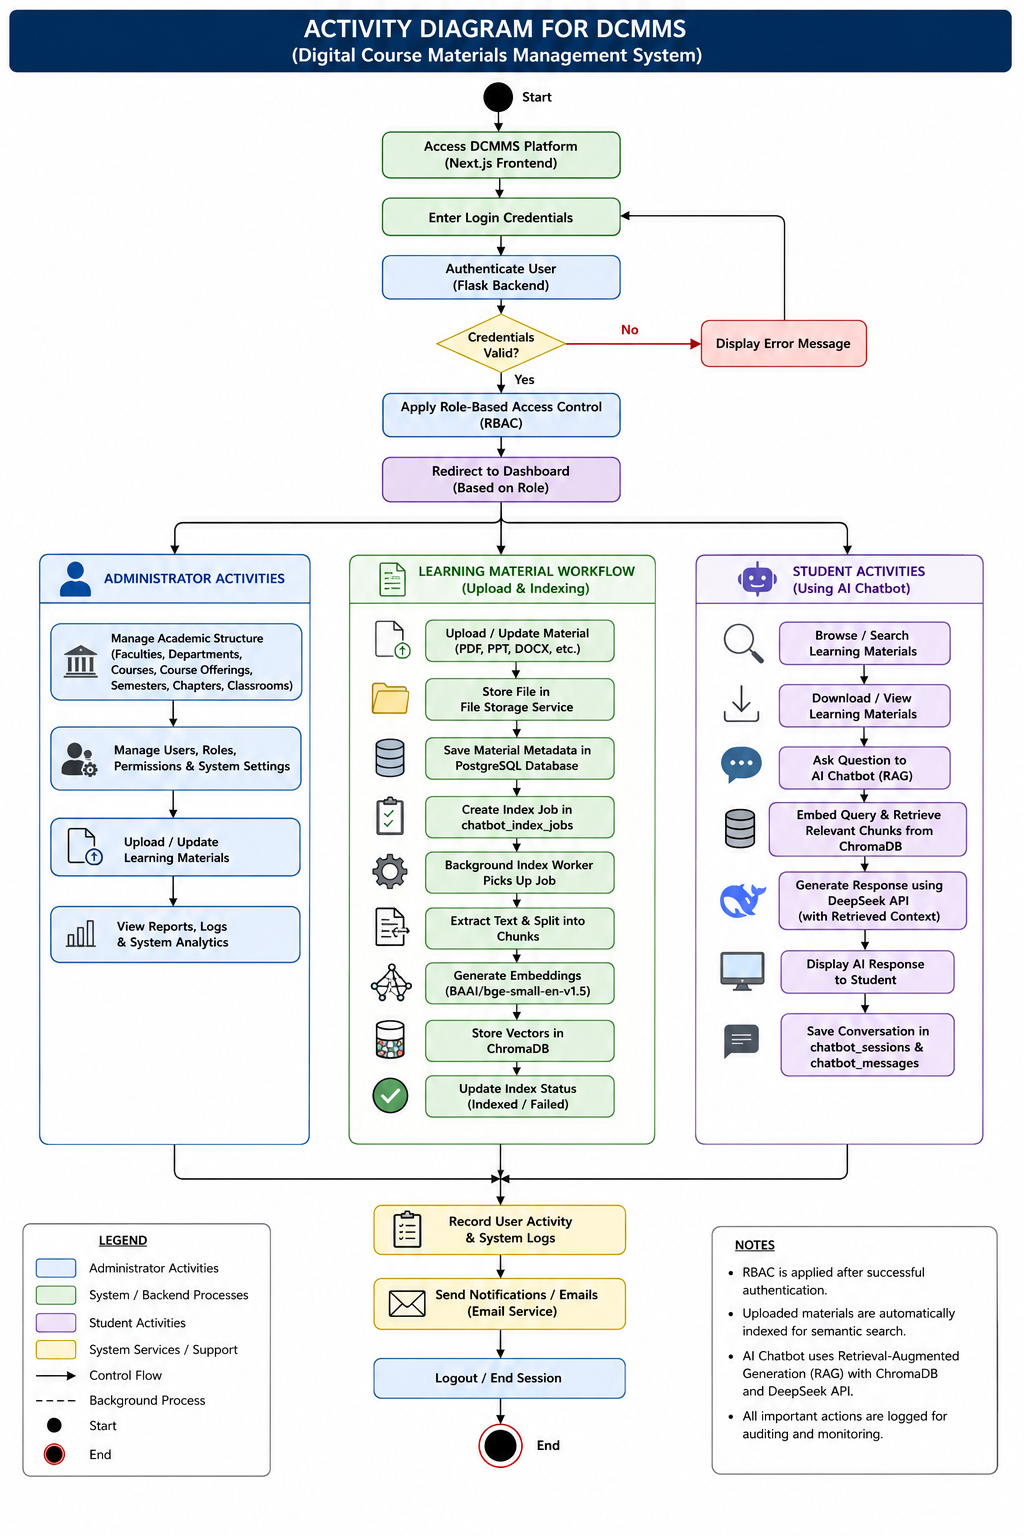 ACTIVITY DIAGRAM FOR DCMMS
(Digital Course Materials Management System)
Start
Access DCMMS Platform
(Next.js Frontend)
Enter Login Credentials
Authenticate User
(Flask Backend)
Credentials
Valid?
No
Display Error Message
Yes
Apply Role-Based Access Control
(RBAC)
Redirect to Dashboard
(Based on Role)
ADMINISTRATOR ACTIVITIES
Manage Academic Structure
(Faculties, Departments,
Courses, Course Offerings,
Semesters, Chapters, Classrooms)
Manage Users, Roles,
Permissions & System Settings
Upload / Update
Learning Materials
View Reports, Logs
& System Analytics
LEARNING MATERIAL WORKFLOW
(Upload & Indexing)
Upload / Update Material
(PDF, PPT, DOCX, etc.)
Store File in
File Storage Service
Save Material Metadata in
PostgreSQL Database
Create Index Job in
chatbot_index_jobs
Background Index Worker
Picks Up Job
Extract Text & Split into
Chunks
Generate Embeddings
(BAAI/bge-small-en-v1.5)
Store Vectors in
ChromaDB
Update Index Status
(Indexed / Failed)
STUDENT ACTIVITIES
(Using AI Chatbot)
Browse / Search
Learning Materials
Download / View
Learning Materials
Ask Question to
AI Chatbot (RAG)
Embed Query & Retrieve
Relevant Chunks from
ChromaDB
Generate Response using
DeepSeek API
(with Retrieved Context)
Display AI Response
to Student
Save Conversation in
chatbot_sessions &
chatbot_messages
Record User Activity
& System Logs
Send Notifications / Emails
(Email Service)
Logout / End Session
End
LEGEND
Administrator Activities
System / Backend Processes
Student Activities
System Services / Support
Control Flow
Background Process
Start
End
NOTES
• RBAC is applied after successful
authentication.
• Uploaded materials are automatically
indexed for semantic search.
• AI Chatbot uses Retrieval-Augmented
Generation (RAG) with ChromaDB
and DeepSeek API.
• All important actions are logged for
auditing and monitoring.